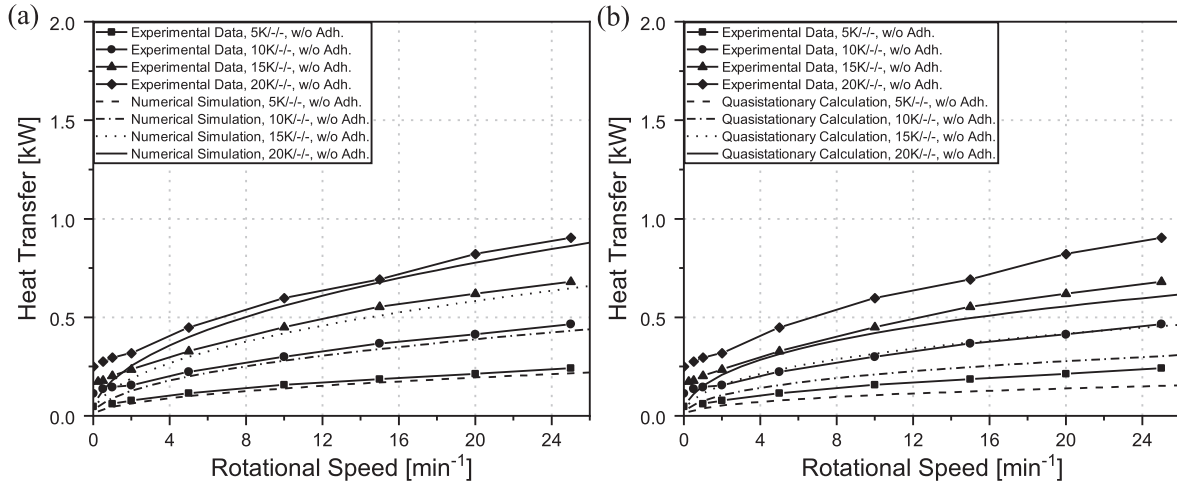 (a)
2.0
1.5
1.0
0.5
0.0
Heat Transfer [kW]
Experimental Data, 5K/-/-, w/o Adh.
Experimental Data, 10K/-/-, w/o Adh.
Experimental Data, 15K/-/-, w/o Adh.
Experimental Data, 20K/-/-, w/o Adh.
Numerical Simulation, 5K/-/-, w/o Adh.
Numerical Simulation, 10K/-/-, w/o Adh.
Numerical Simulation, 15K/-/-, w/o Adh.
Numerical Simulation, 20K/-/-, w/o Adh.
0 4 8 12 16 20 24
Rotational Speed [min⁻¹]
(b)
2.0
1.5
1.0
0.5
0.0
Heat Transfer [kW]
Experimental Data, 5K/-/-, w/o Adh.
Experimental Data, 10K/-/-, w/o Adh.
Experimental Data, 15K/-/-, w/o Adh.
Experimental Data, 20K/-/-, w/o Adh.
Quasistationary Calculation, 5K/-/-, w/o Adh.
Quasistationary Calculation, 10K/-/-, w/o Adh.
Quasistationary Calculation, 15K/-/-, w/o Adh.
Quasistationary Calculation, 20K/-/-, w/o Adh.
0 4 8 12 16 20 24
Rotational Speed [min⁻¹]